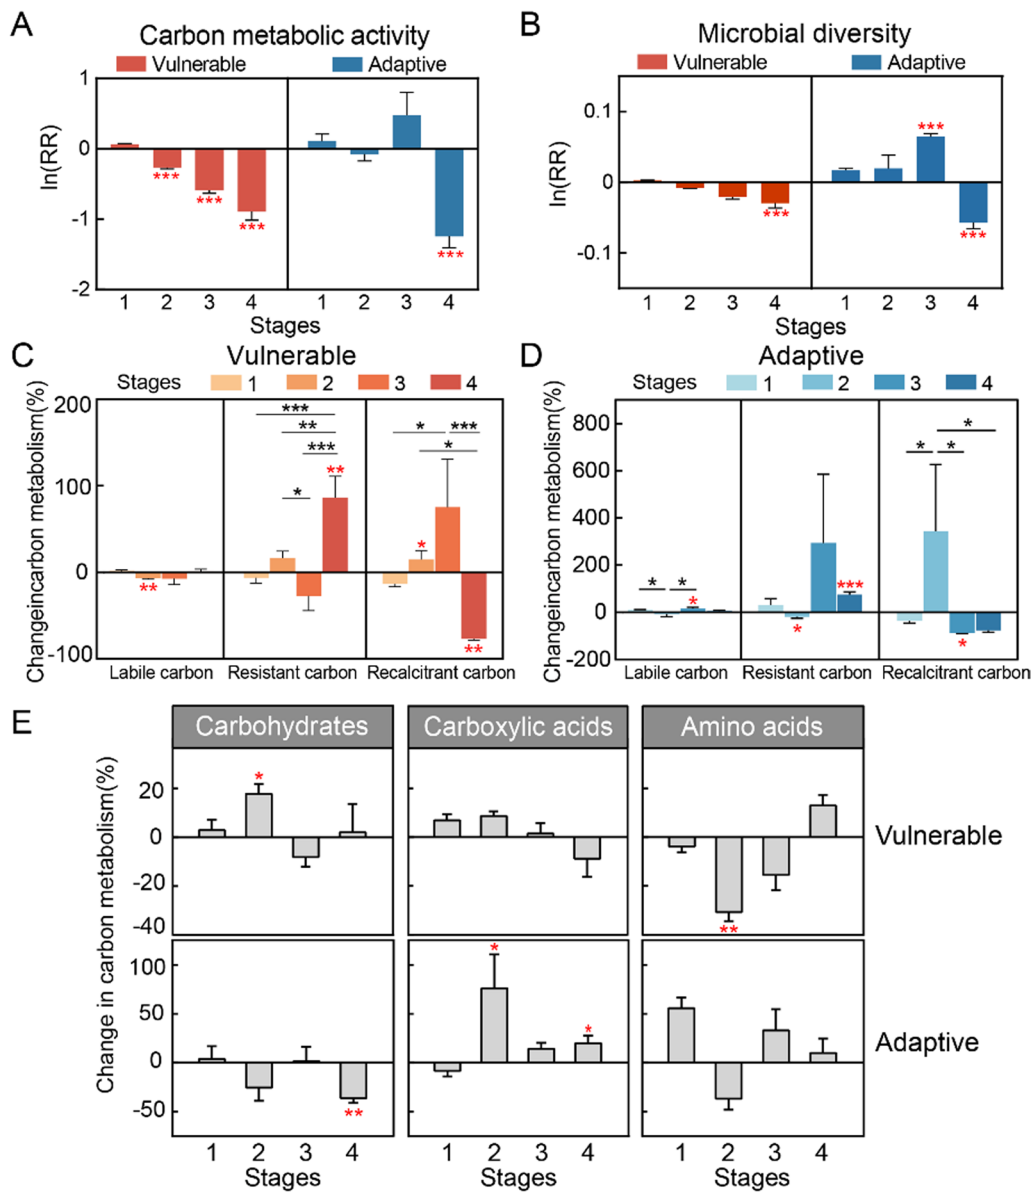 A
Carbon metabolic activity
Vulnerable Adaptive
ln(RR)
1
0
-1
-2
***
***
***
***
1 2 3 4 1 2 3 4
Stages
B
Microbial diversity
Vulnerable Adaptive
ln(RR)
0.1
0
-0.1
***
***
***
1 2 3 4 1 2 3 4
Stages
C
Vulnerable
Stages 1 2 3 4
Changeincarbon metabolism(%)
200
100
0
-100
***
**
***
**
*
**
* ***
*
*
**
Labile carbon Resistant carbon Recalcitrant carbon
D
Adaptive
Stages 1 2 3 4
Changeincarbon metabolism(%)
800
600
400
200
0
-200
* *
*
***
*
*
* *
*
Labile carbon Resistant carbon Recalcitrant carbon
E
Carbohydrates Carboxylic acids Amino acids
Change in carbon metabolism(%)
20
0
-20
-40
*
**
Vulnerable
100
50
0
-50
**
*
*
Adaptive
1 2 3 4 1 2 3 4 1 2 3 4
Stages Stages Stages